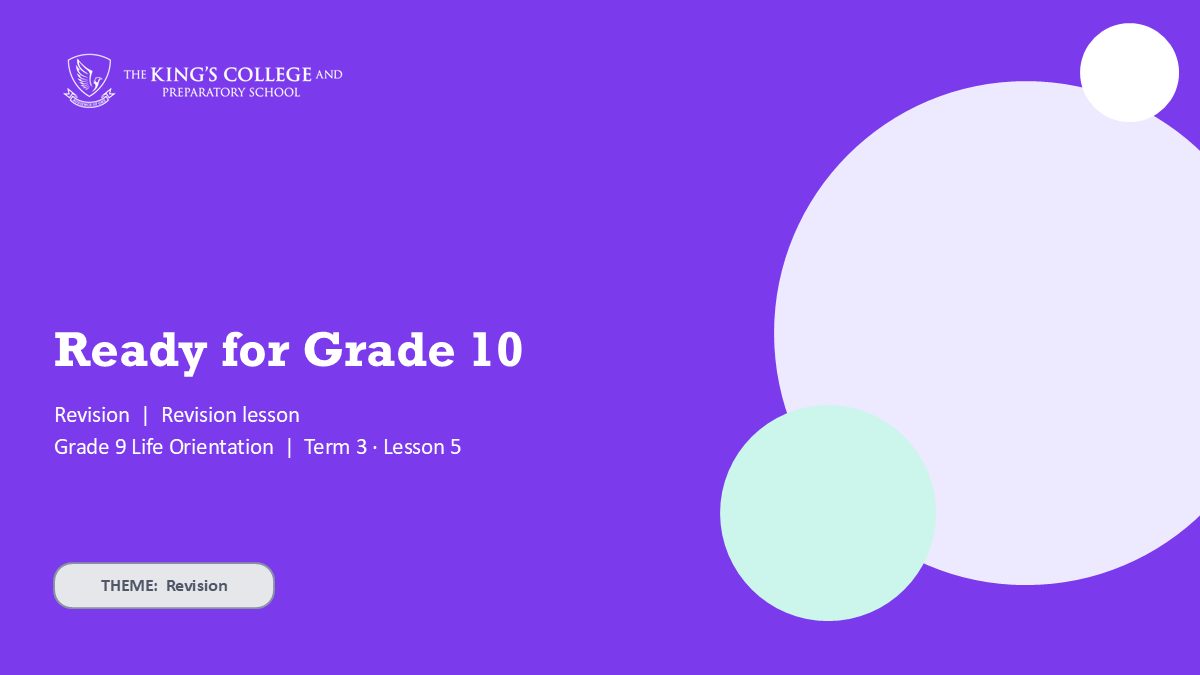 THE KING'S COLLEGE AND
PREPARATORY SCHOOL
Ready for Grade 10
Revision | Revision lesson
Grade 9 Life Orientation | Term 3 · Lesson 5
THEME: Revision